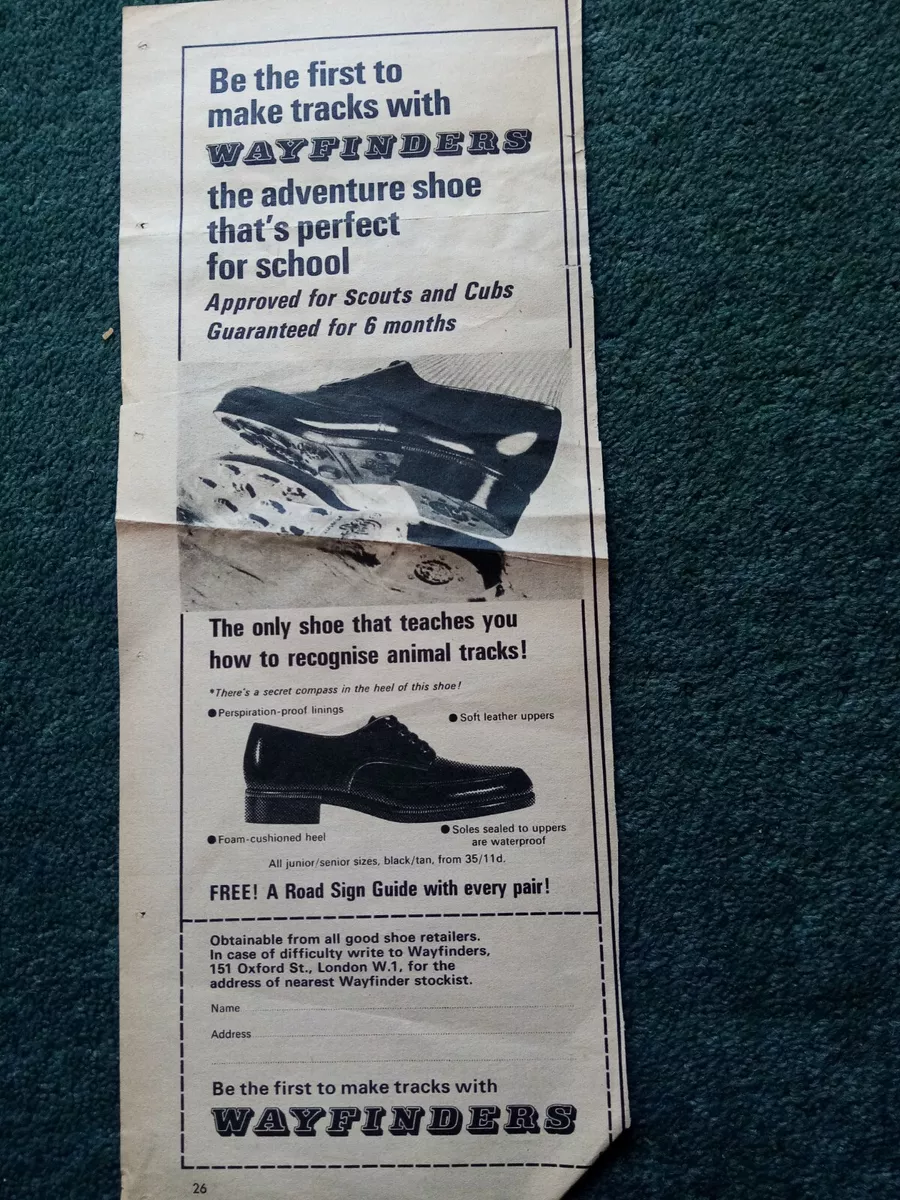 Be the first to
make tracks with
WAYFINDERS
the adventure shoe
that's perfect
for school
Approved for Scouts and Cubs
Guaranteed for 6 months
The only shoe that teaches you
how to recognise animal tracks!
*There's a secret compass in the heel of this shoe!
●Perspiration-proof linings
●Soft leather uppers
●Foam-cushioned heel
●Soles sealed to uppers
are waterproof
All junior/senior sizes, black/tan, from 35/11d.
FREE! A Road Sign Guide with every pair!
Obtainable from all good shoe retailers.
In case of difficulty write to Wayfinders,
151 Oxford St., London W.1, for the
address of nearest Wayfinder stockist.
Name
Address
Be the first to make tracks with
WAYFINDERS
26